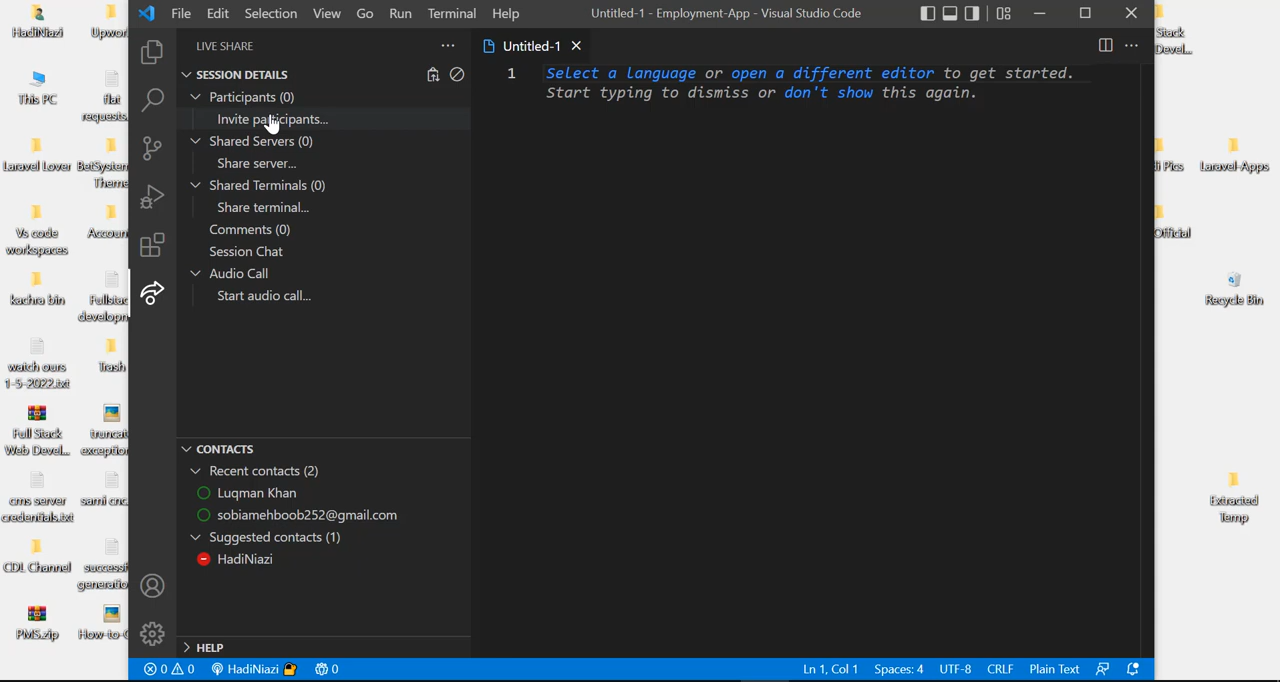 File Edit Selection View Go Run Terminal Help
Untitled-1 - Employment-App - Visual Studio Code
LIVE SHARE
SESSION DETAILS
Participants (0)
Invite participants...
Shared Servers (0)
Share server...
Shared Terminals (0)
Share terminal...
Comments (0)
Session Chat
Audio Call
Start audio call...
CONTACTS
Recent contacts (2)
Luqman Khan
sobiamehboob252@gmail.com
Suggested contacts (1)
HadiNiazi
HELP
Untitled-1
1
Select a language or open a different editor to get started.
Start typing to dismiss or don't show this again.
0 0 HadiNiazi 0
Ln 1, Col 1 Spaces: 4 UTF-8 CRLF Plain Text
HadiNiazi
This PC
Laravel Lover
Vs code
workspaces
kachra bin
watch ours
1-5-2022.txt
Full Stack
Web Devel...
cms server
credentials.txt
CDL Channel
PMS.zip
flat
requests.
BetSystem
Theme
Trash
Stack
Devel...
Laravel-Apps
Official
Recycle Bin
Extracted
Temp